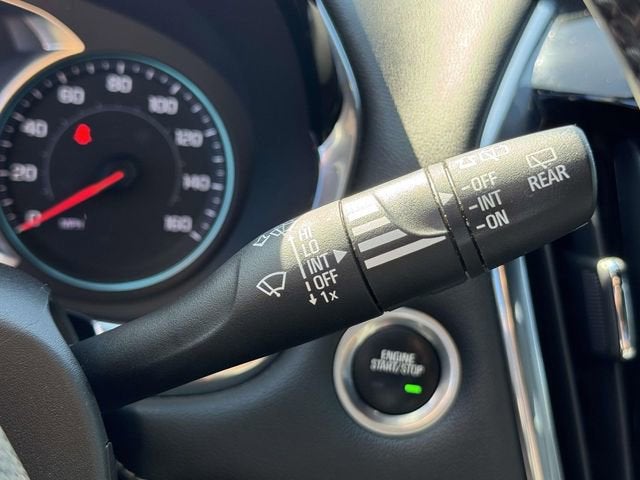 20
40
60
80
100
120
140
160
0
MPH
HI
LO
INT
OFF
1x
OFF
INT
ON
REAR
ENGINE
START/STOP